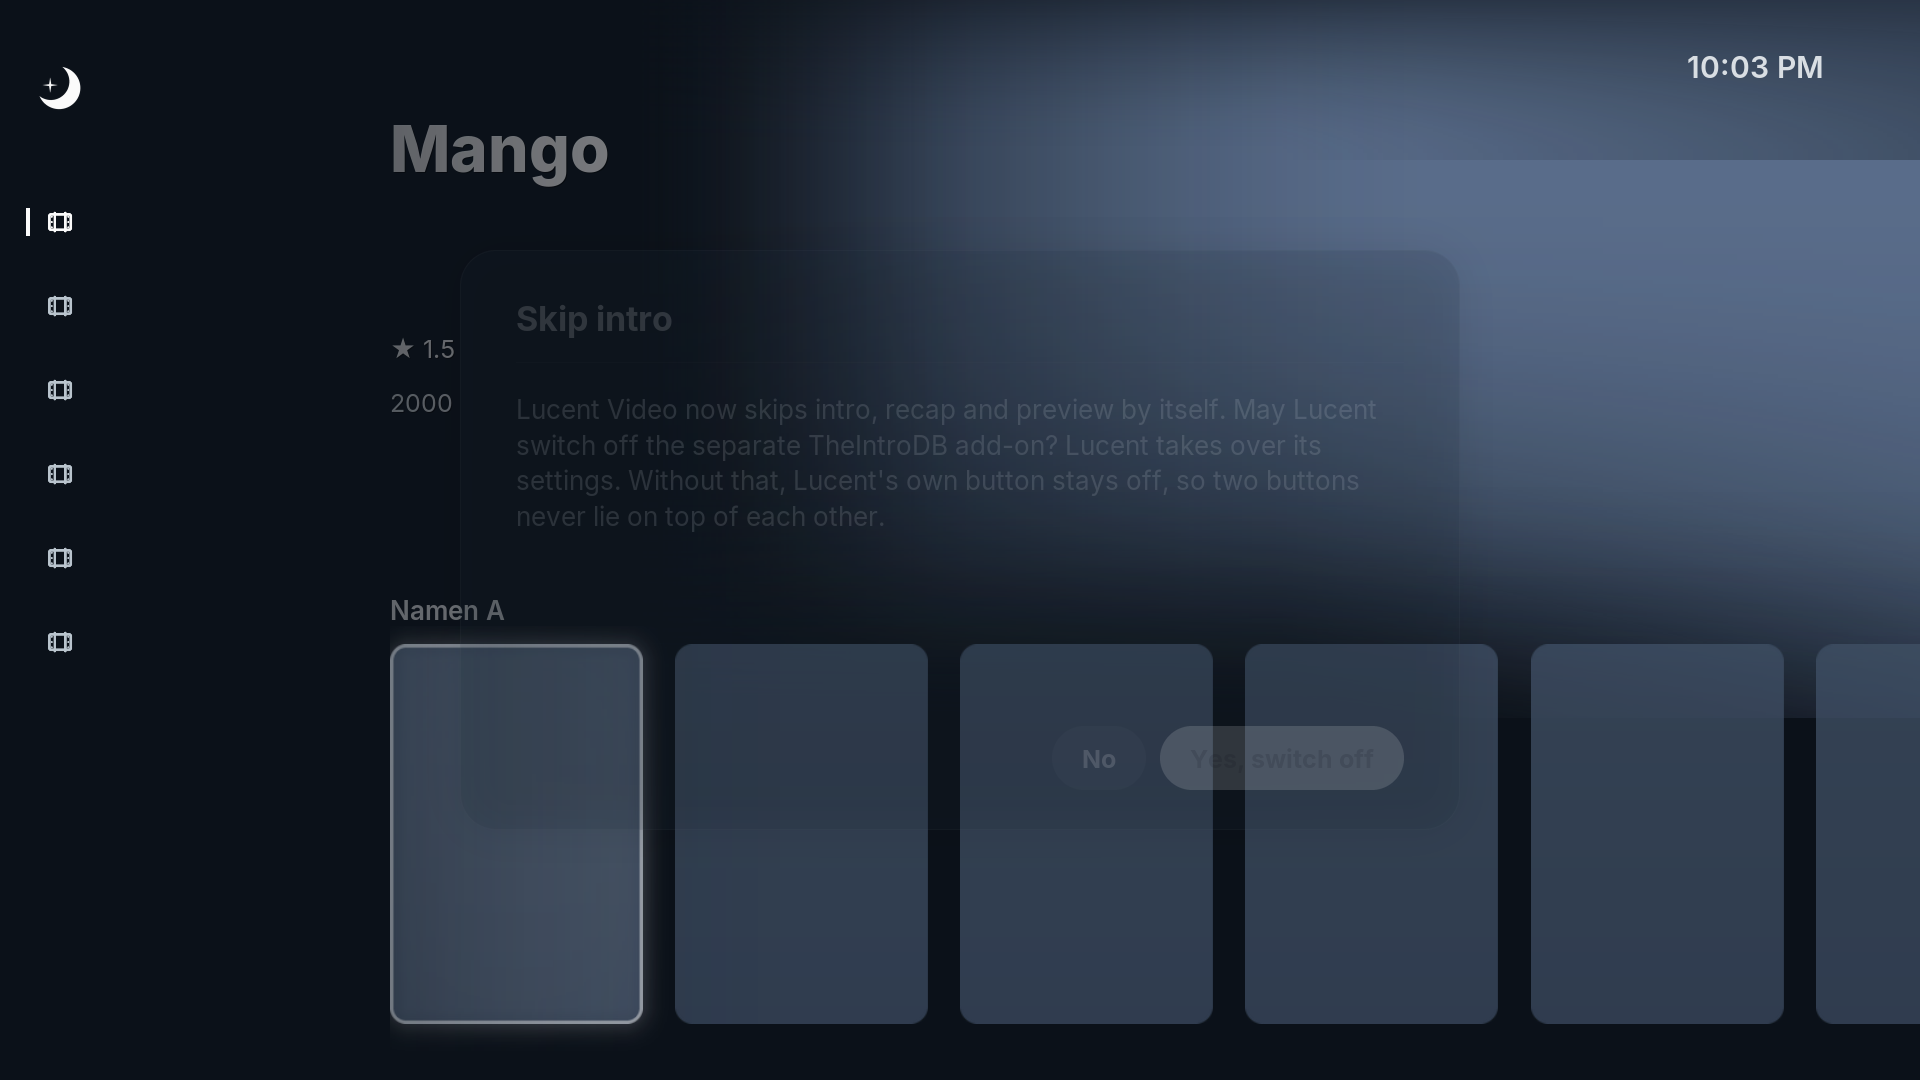 10:03 PM
Mango
Skip intro
★ 1.5
2000
Lucent Video now skips intro, recap and preview by itself. May Lucent
switch off the separate TheIntroDB add-on? Lucent takes over its
settings. Without that, Lucent's own button stays off, so two buttons
never lie on top of each other.
Namen A
No
Yes, switch off